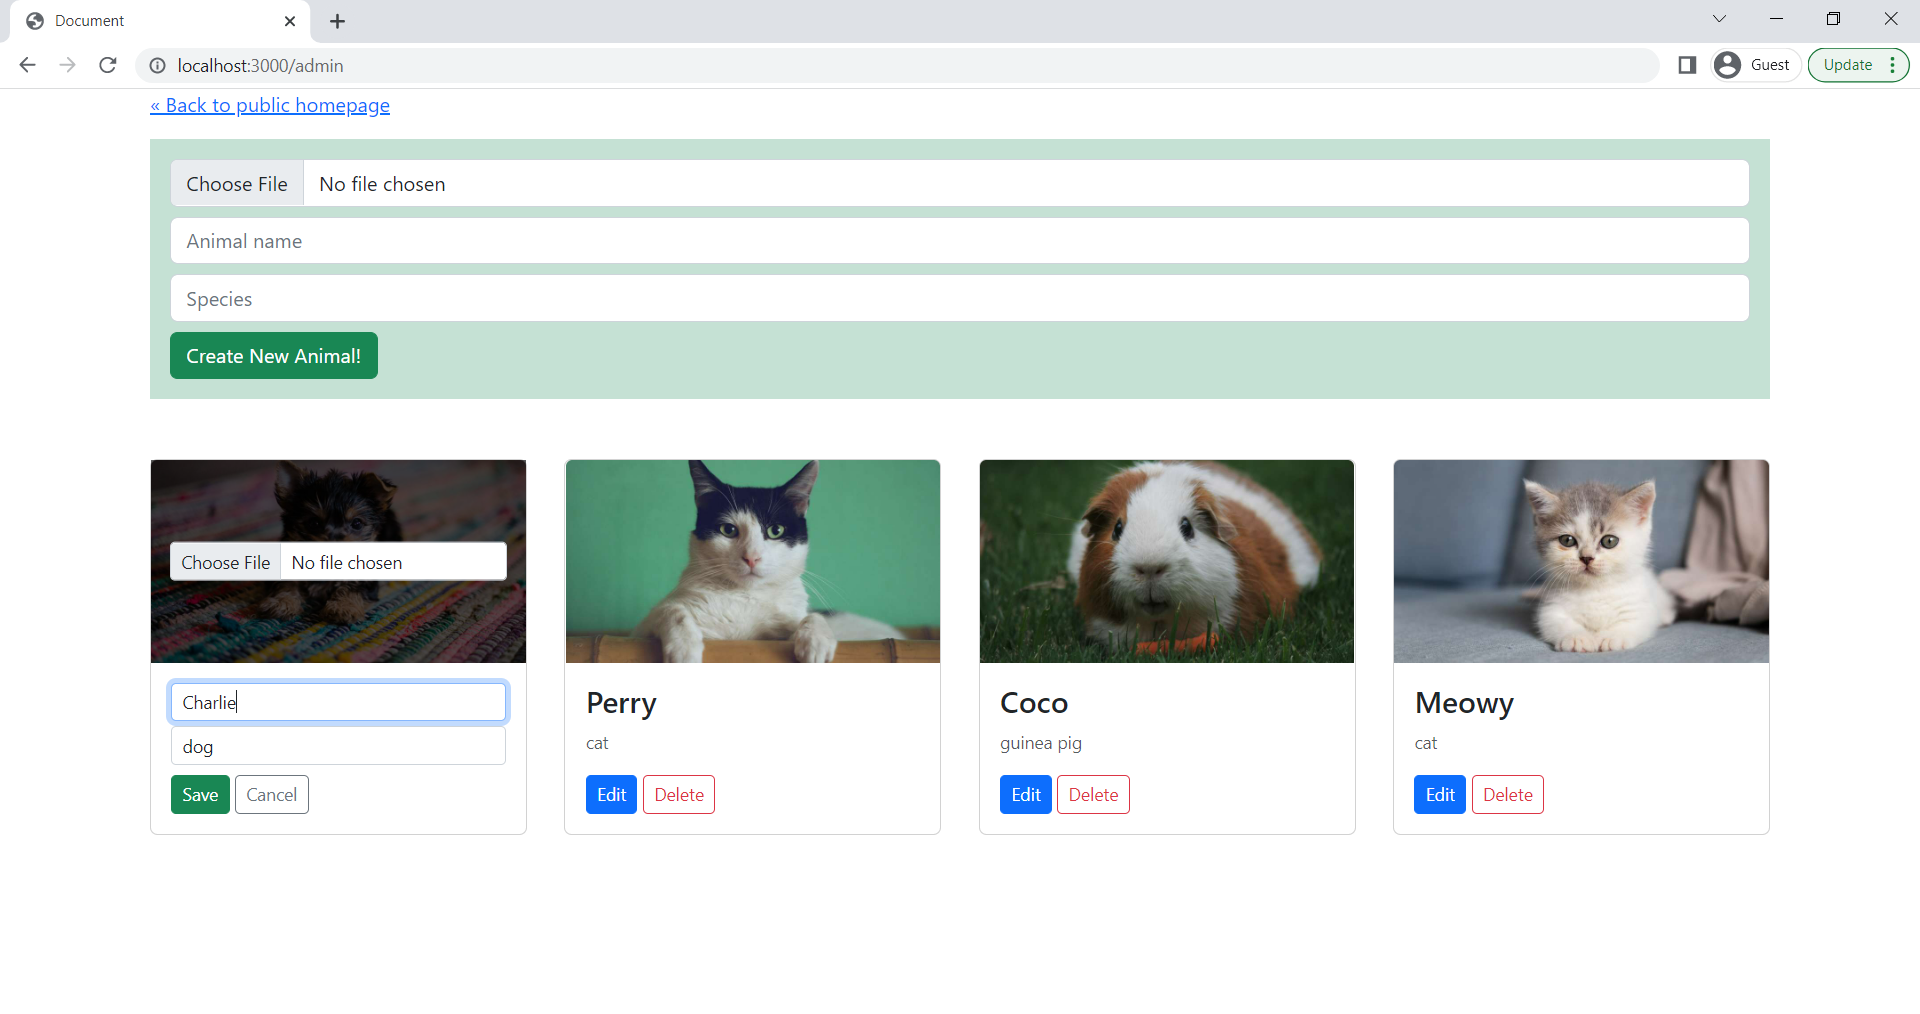 Document
localhost:3000/admin
Guest
Update
« Back to public homepage
Choose File No file chosen
Animal name
Species
Create New Animal!
Choose File No file chosen
Charlie
dog
Save Cancel
Perry
cat
Edit Delete
Coco
guinea pig
Edit Delete
Meowy
cat
Edit Delete